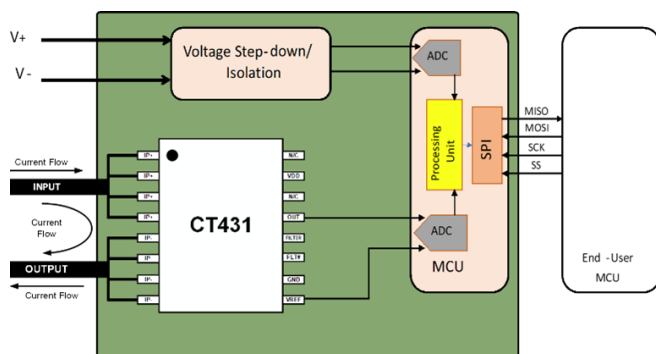 V+
V -
Voltage Step-down/
Isolation
ADC
Processing
Unit
SPI
MISO
MOSI
SCK
SS
End -User
MCU
ADC
MCU
Current Flow
INPUT
Current
Flow
OUTPUT
Current Flow
CT431
IP+
IP+
IP+
IP+
IP-
IP-
IP-
IP-
N/C
VDD
N/C
OUT
FILTER
GND
VREF